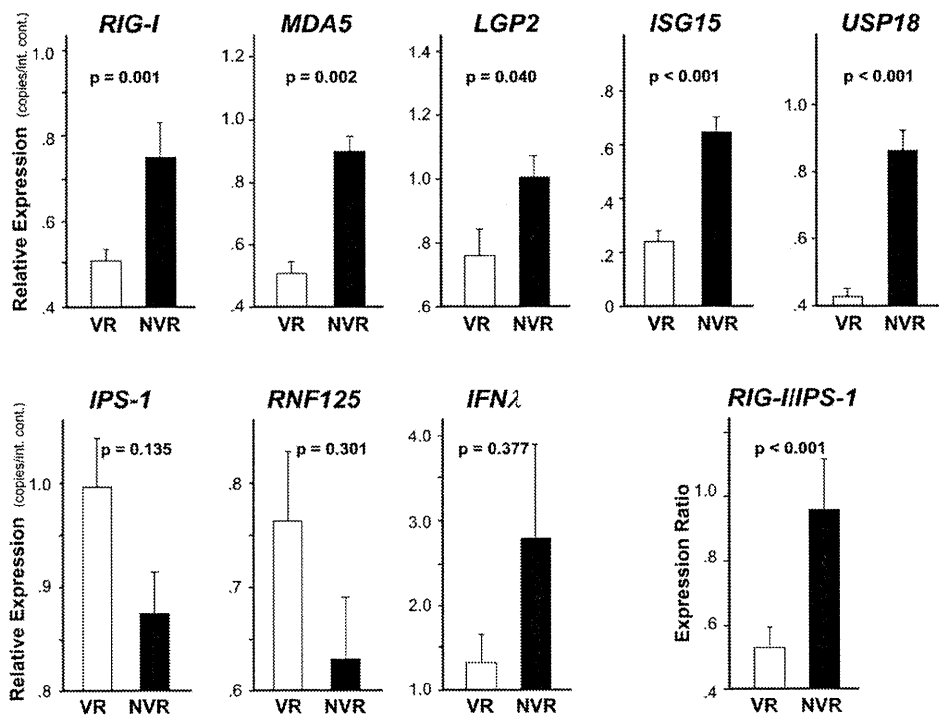 RIG-I MDA5 LGP2 ISG15 USP18
Relative Expression (copies/int. cont.)
p = 0.001
1.0
.8
.6
.4
VR NVR
p = 0.002
1.2
1.0
.8
.6
.4
VR NVR
p = 0.040
1.4
1.2
1.0
.8
.6
VR NVR
p < 0.001
.8
.6
.4
.2
0
VR NVR
p < 0.001
1.0
.8
.6
.4
VR NVR
IPS-1 RNF125 IFNλ RIG-I/IPS-1
Relative Expression (copies/int. cont.)
p = 0.135
1.0
.9
.8
VR NVR
p = 0.301
.8
.7
.6
VR NVR
p = 0.377
4.0
3.0
2.0
1.0
VR NVR
Expression Ratio
p < 0.001
1.0
.8
.6
.4
VR NVR